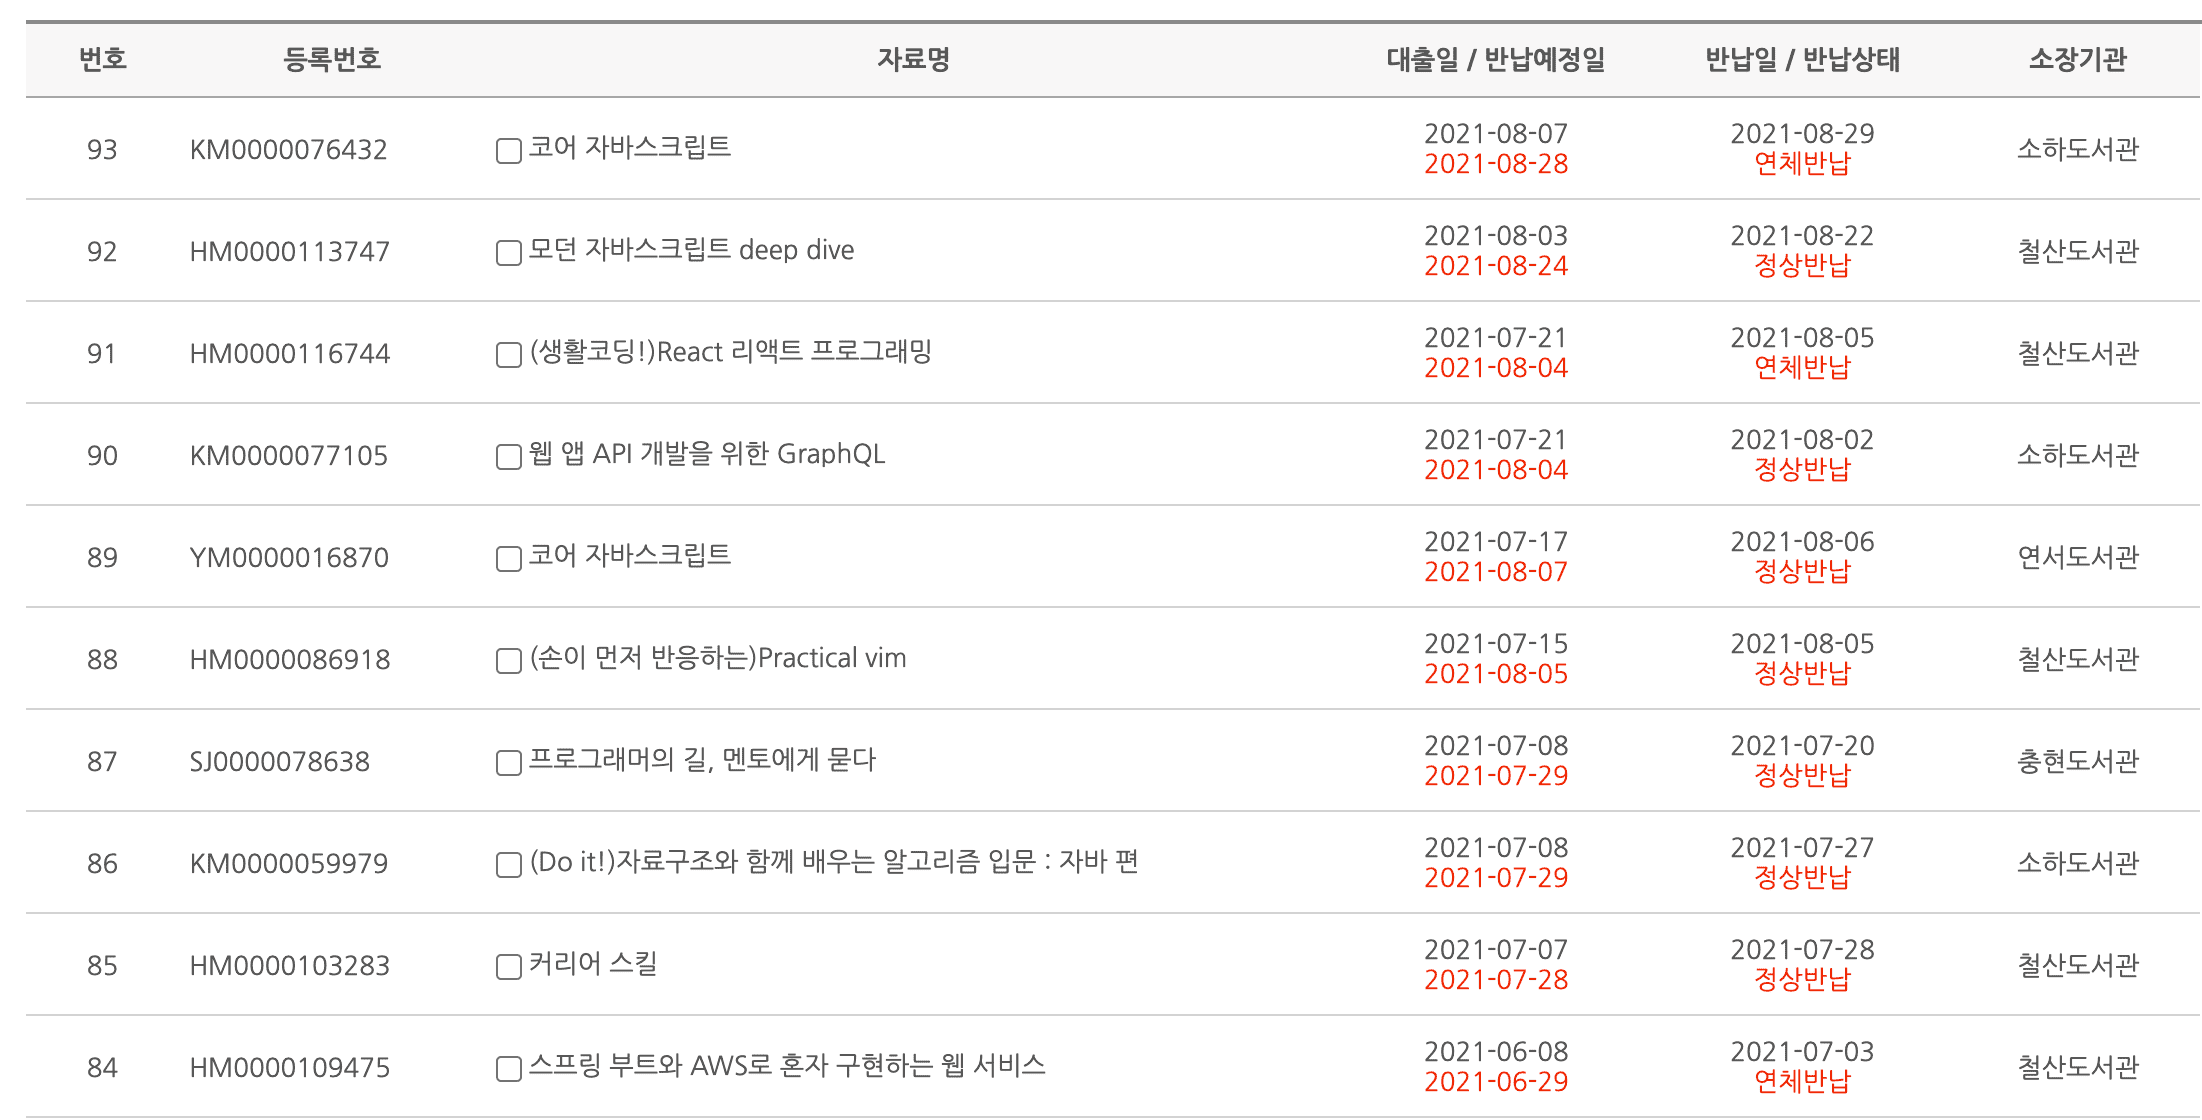 번호 등록번호 자료명 대출일 / 반납예정일 반납일 / 반납상태 소장기관
93 KM0000076432 코어 자바스크립트 2021-08-07 2021-08-29 소하도서관
2021-08-28 연체반납
92 HM0000113747 모던 자바스크립트 deep dive 2021-08-03 2021-08-22 철산도서관
2021-08-24 정상반납
91 HM0000116744 (생활코딩!)React 리액트 프로그래밍 2021-07-21 2021-08-05 철산도서관
2021-08-04 연체반납
90 KM0000077105 웹 앱 API 개발을 위한 GraphQL 2021-07-21 2021-08-02 소하도서관
2021-08-04 정상반납
89 YM0000016870 코어 자바스크립트 2021-07-17 2021-08-06 연서도서관
2021-08-07 정상반납
88 HM0000086918 (손이 먼저 반응하는)Practical vim 2021-07-15 2021-08-05 철산도서관
2021-08-05 정상반납
87 SJ0000078638 프로그래머의 길, 멘토에게 묻다 2021-07-08 2021-07-20 충현도서관
2021-07-29 정상반납
86 KM0000059979 (Do it!)자료구조와 함께 배우는 알고리즘 입문 : 자바 편 2021-07-08 2021-07-27 소하도서관
2021-07-29 정상반납
85 HM0000103283 커리어 스킬 2021-07-07 2021-07-28 철산도서관
2021-07-28 정상반납
84 HM0000109475 스프링 부트와 AWS로 혼자 구현하는 웹 서비스 2021-06-08 2021-07-03 철산도서관
2021-06-29 연체반납